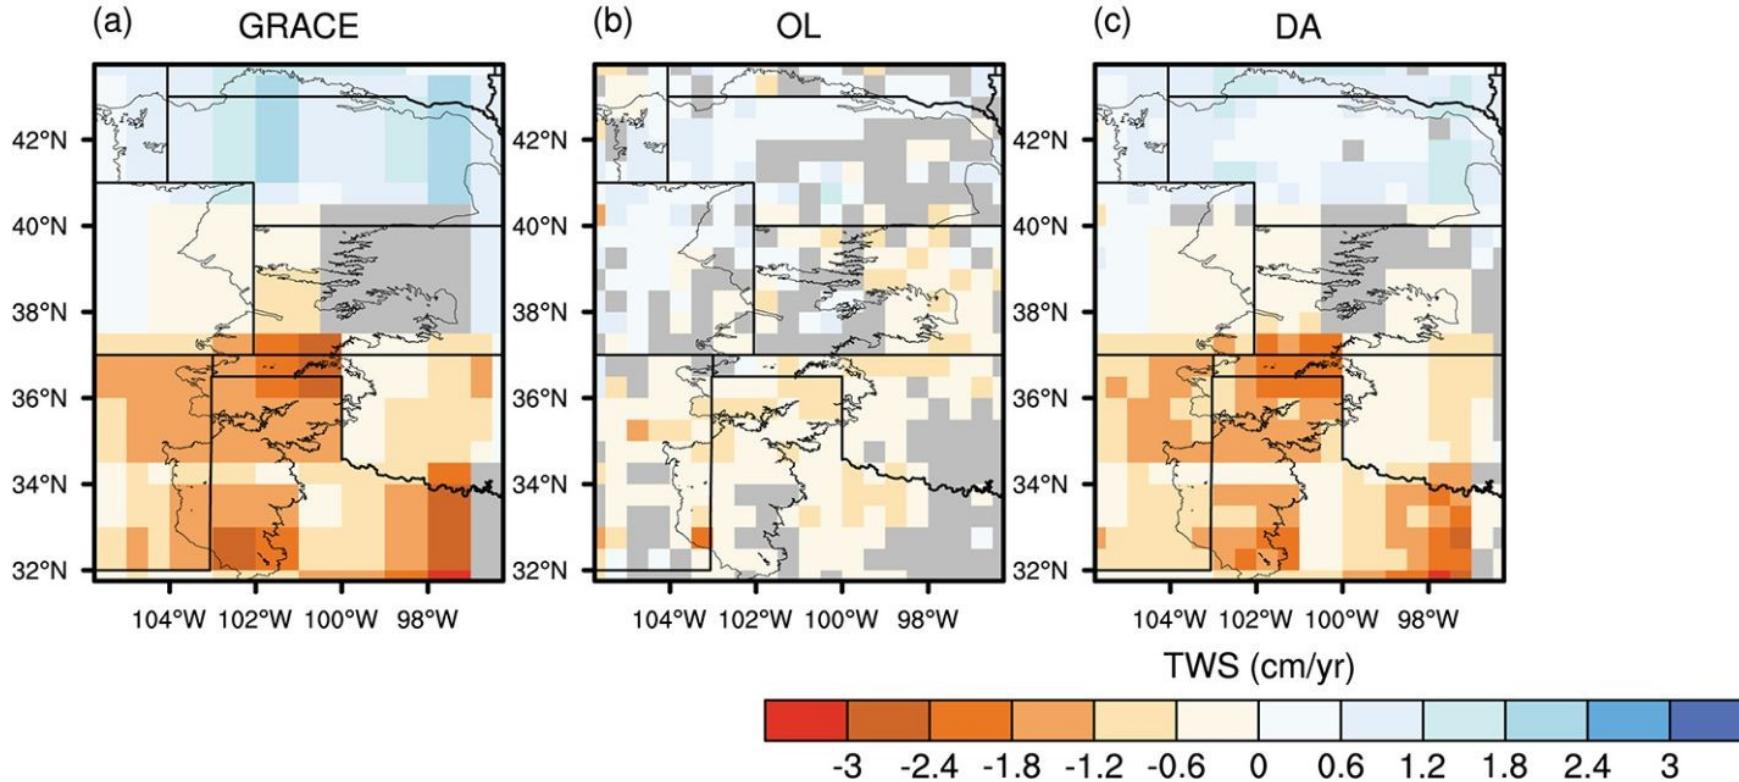 (a) GRACE (b) OL (c) DA
42°N 42°N 42°N
40°N 40°N 40°N
38°N 38°N 38°N
36°N 36°N 36°N
34°N 34°N 34°N
32°N 32°N 32°N
104°W 102°W 100°W 98°W 104°W 102°W 100°W 98°W 104°W 102°W 100°W 98°W
TWS (cm/yr)
-3 -2.4 -1.8 -1.2 -0.6 0 0.6 1.2 1.8 2.4 3